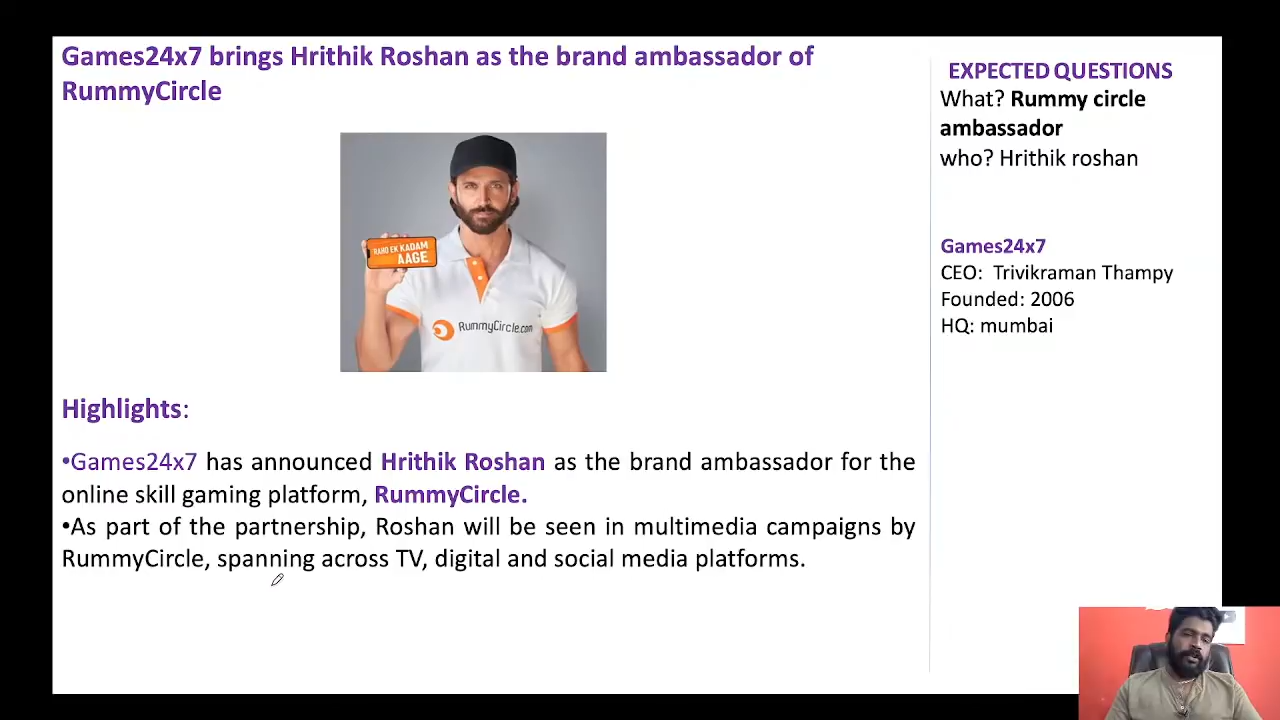 Games24x7 brings Hrithik Roshan as the brand ambassador of
RummyCircle
RAHO EK KADAM
AAGE
RummyCircle.com
Highlights:
•Games24x7 has announced Hrithik Roshan as the brand ambassador for the
online skill gaming platform, RummyCircle.
•As part of the partnership, Roshan will be seen in multimedia campaigns by
RummyCircle, spanning across TV, digital and social media platforms.
EXPECTED QUESTIONS
What? Rummy circle
ambassador
who? Hrithik roshan
Games24x7
CEO: Trivikraman Thampy
Founded: 2006
HQ: mumbai